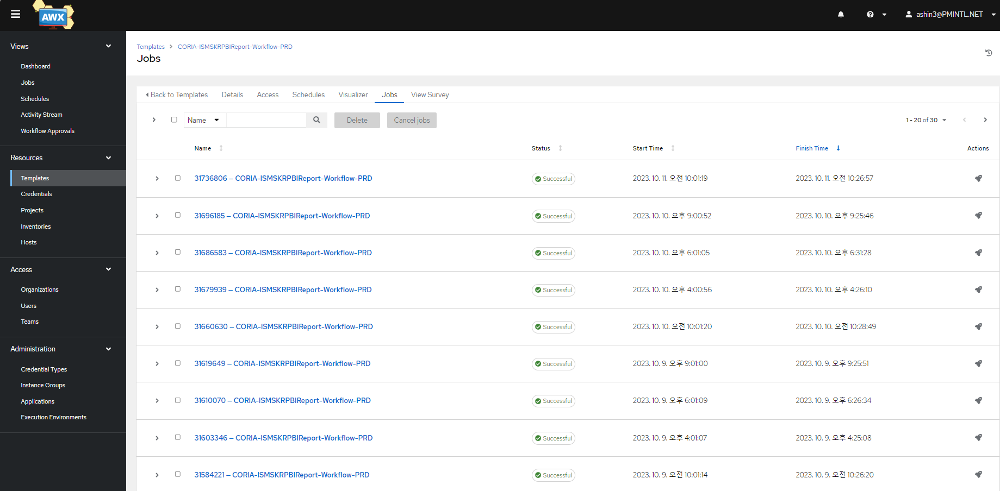 AWX
ashin3@PMINTL.NET
Views
Dashboard
Jobs
Schedules
Activity Stream
Workflow Approvals
Resources
Templates
Credentials
Projects
Inventories
Hosts
Access
Organizations
Users
Teams
Administration
Credential Types
Instance Groups
Applications
Execution Environments
Templates > CORIA-ISMSKRPBIReport-Workflow-PRD
Jobs
Back to Templates Details Access Schedules Visualizer Jobs View Survey
Name Delete Cancel jobs 1 - 20 of 30
Name Status Start Time Finish Time Actions
31736806 – CORIA-ISMSKRPBIReport-Workflow-PRD Successful 2023. 10. 11. 오전 10:01:19 2023. 10. 11. 오전 10:26:57
31696185 – CORIA-ISMSKRPBIReport-Workflow-PRD Successful 2023. 10. 10. 오후 9:00:52 2023. 10. 10. 오후 9:25:46
31686583 – CORIA-ISMSKRPBIReport-Workflow-PRD Successful 2023. 10. 10. 오후 6:01:05 2023. 10. 10. 오후 6:31:28
31679939 – CORIA-ISMSKRPBIReport-Workflow-PRD Successful 2023. 10. 10. 오후 4:00:56 2023. 10. 10. 오후 4:26:10
31660630 – CORIA-ISMSKRPBIReport-Workflow-PRD Successful 2023. 10. 10. 오전 10:01:20 2023. 10. 10. 오전 10:28:49
31619649 – CORIA-ISMSKRPBIReport-Workflow-PRD Successful 2023. 10. 9. 오후 9:01:00 2023. 10. 9. 오후 9:25:51
31610070 – CORIA-ISMSKRPBIReport-Workflow-PRD Successful 2023. 10. 9. 오후 6:01:09 2023. 10. 9. 오후 6:26:34
31603346 – CORIA-ISMSKRPBIReport-Workflow-PRD Successful 2023. 10. 9. 오후 4:01:07 2023. 10. 9. 오후 4:25:08
31584221 – CORIA-ISMSKRPBIReport-Workflow-PRD Successful 2023. 10. 9. 오전 10:01:14 2023. 10. 9. 오전 10:26:20